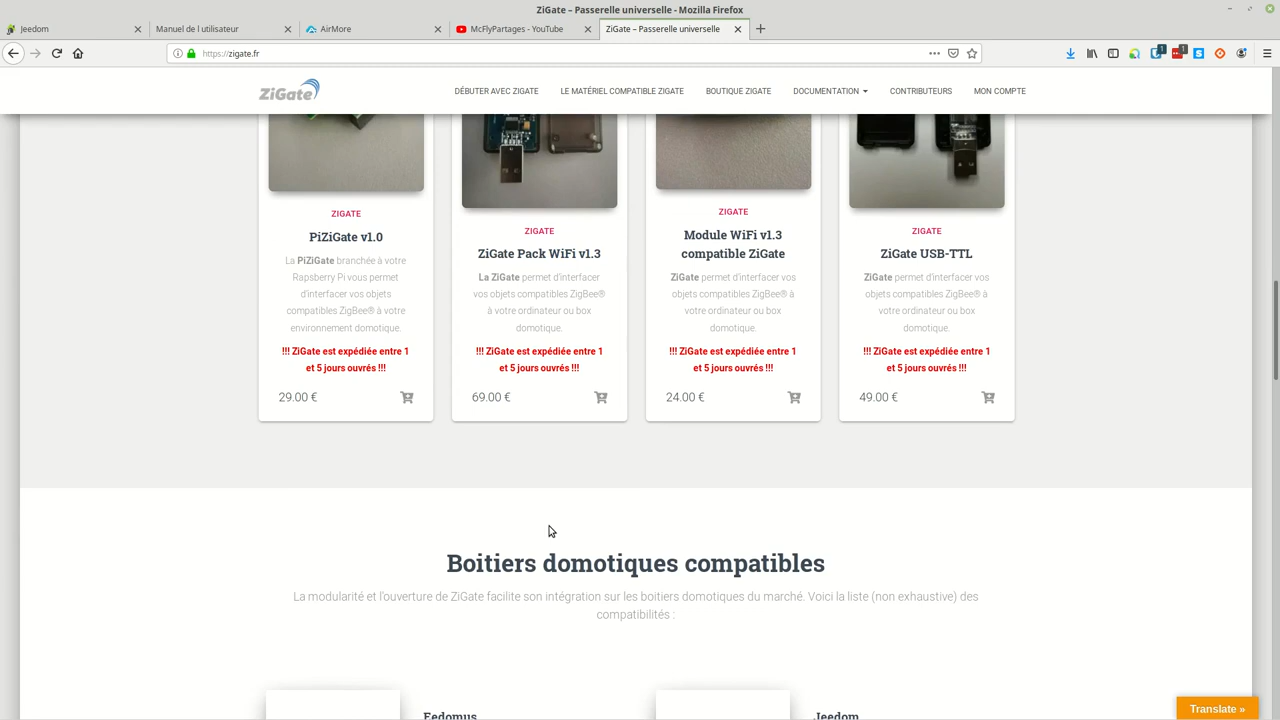 ZiGate – Passerelle universelle - Mozilla Firefox
Jeedom
Manuel de l utilisateur
AirMore
McFlyPartages - YouTube
ZiGate – Passerelle universelle
https://zigate.fr
1
1
ZiGate
DÉBUTER AVEC ZIGATE
LE MATÉRIEL COMPATIBLE ZIGATE
BOUTIQUE ZIGATE
DOCUMENTATION
CONTRIBUTEURS
MON COMPTE
ZIGATE
PiZiGate v1.0
La PiZiGate branchée à votre
Rapsberry Pi vous permet
d'interfacer vos objets
compatibles ZigBee® à votre
environnement domotique.
!!! ZiGate est expédiée entre 1
et 5 jours ouvrés !!!
29.00 €
ZIGATE
ZiGate Pack WiFi v1.3
La ZiGate permet d'interfacer
vos objets compatibles ZigBee®
à votre ordinateur ou box
domotique.
!!! ZiGate est expédiée entre 1
et 5 jours ouvrés !!!
69.00 €
ZIGATE
Module WiFi v1.3
compatible ZiGate
ZiGate permet d'interfacer vos
objets compatibles ZigBee® à
votre ordinateur ou box
domotique.
!!! ZiGate est expédiée entre 1
et 5 jours ouvrés !!!
24.00 €
ZIGATE
ZiGate USB-TTL
ZiGate permet d'interfacer vos
objets compatibles ZigBee® à
votre ordinateur ou box
domotique.
!!! ZiGate est expédiée entre 1
et 5 jours ouvrés !!!
49.00 €
Boitiers domotiques compatibles
La modularité et l'ouverture de ZiGate facilite son intégration sur les boitiers domotiques du marché. Voici la liste (non exhaustive) des
compatibilités :
Eedomus
Jeedom
Translate »